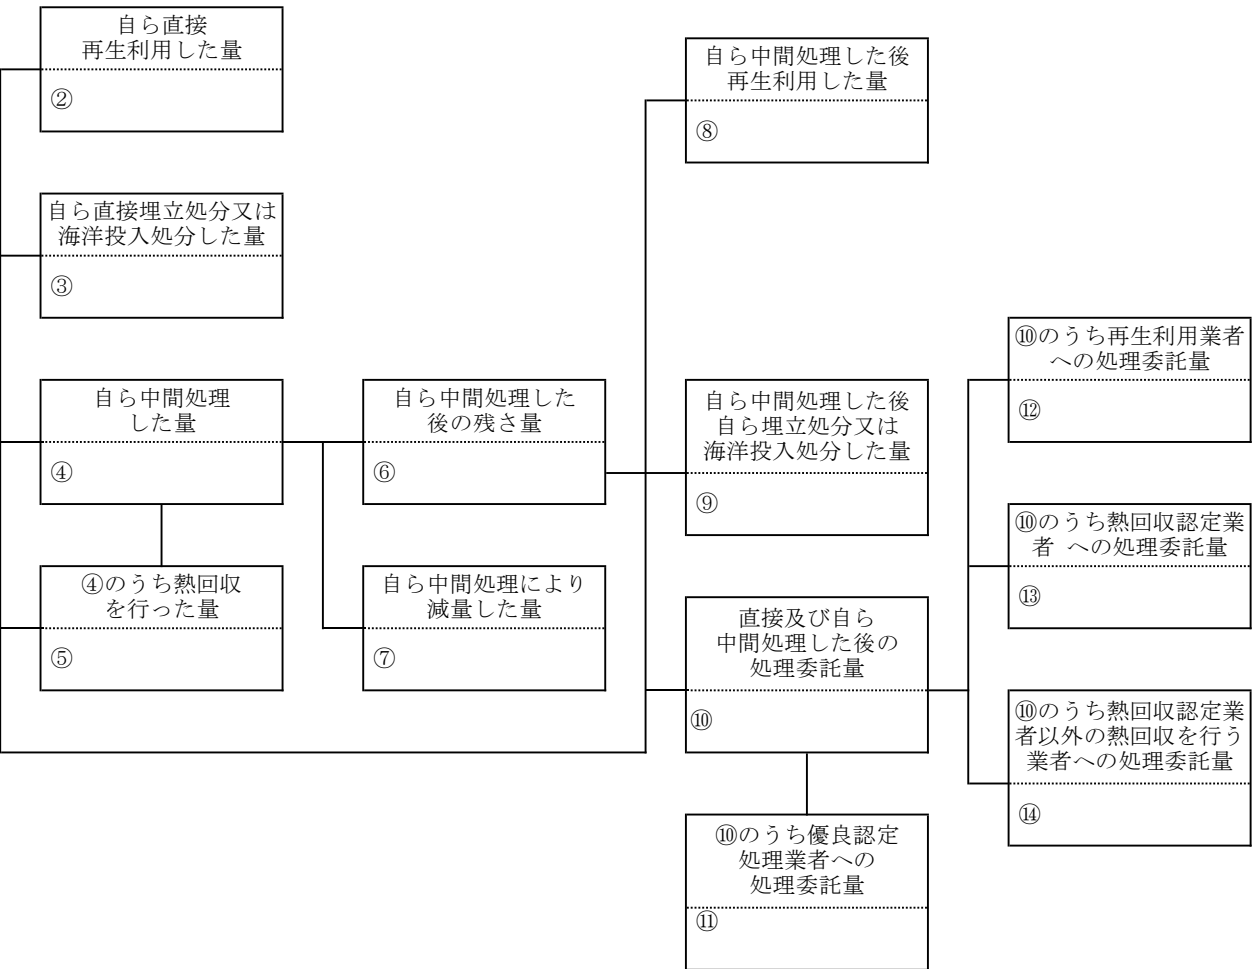 自ら直接
再生利用した量
②
自ら直接埋立処分又は
海洋投入処分した量
③
自ら中間処理
した量
④
④のうち熱回収
を行った量
⑤
自ら中間処理した
後の残さ量
⑥
自ら中間処理により
減量した量
⑦
自ら中間処理した後
再生利用した量
⑧
自ら中間処理した後
自ら埋立処分又は
海洋投入処分した量
⑨
直接及び自ら
中間処理した後の
処理委託量
⑩
⑩のうち優良認定
処理業者への
処理委託量
⑪
⑩のうち再生利用業者
への処理委託量
⑫
⑩のうち熱回収認定業
者 への処理委託量
⑬
⑩のうち熱回収認定業
者以外の熱回収を行う
業者への処理委託量
⑭